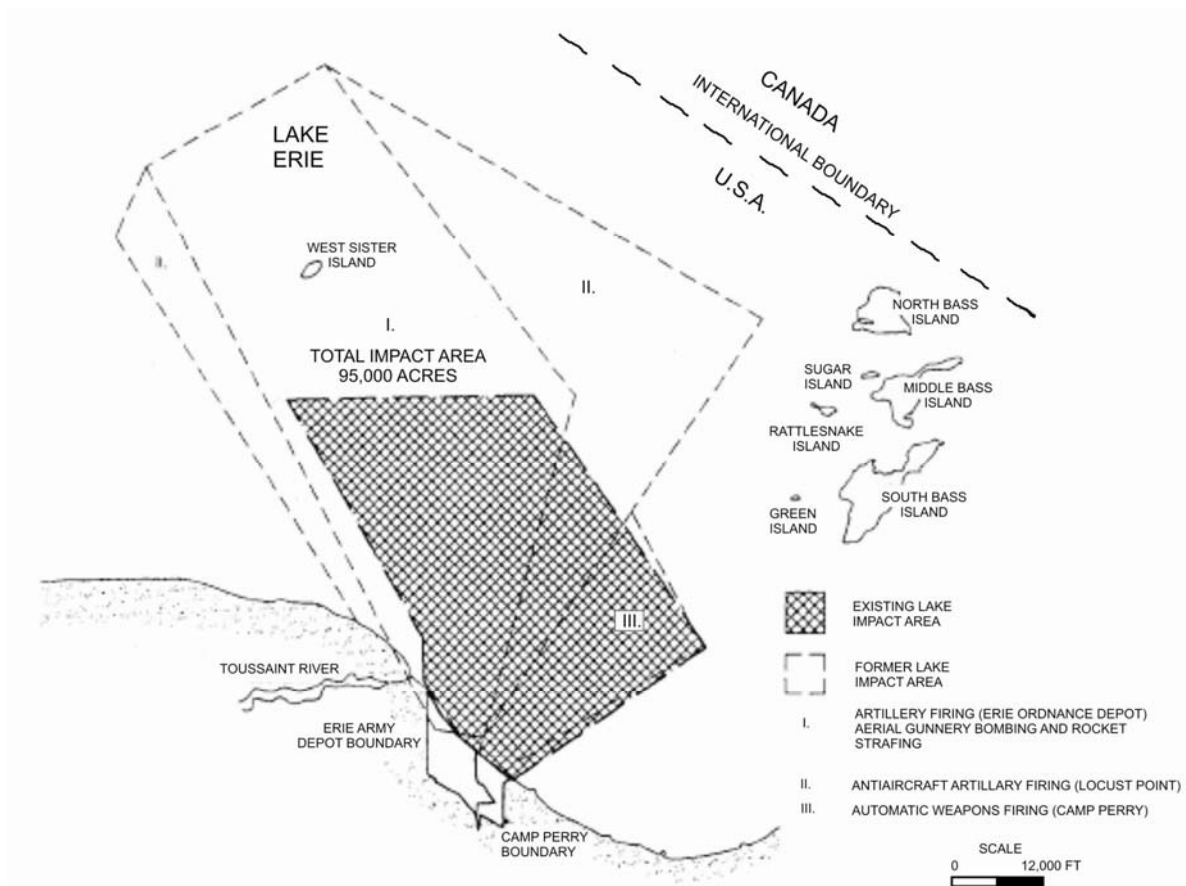 CANADA
INTERNATIONAL BOUNDARY
U.S.A.
LAKE
ERIE
WEST SISTER
ISLAND
II.
II.
I.
TOTAL IMPACT AREA
95,000 ACRES
NORTH BASS
ISLAND
SUGAR
ISLAND
MIDDLE BASS
ISLAND
RATTLESNAKE
ISLAND
SOUTH BASS
ISLAND
GREEN
ISLAND
III.
TOUSSAINT RIVER
ERIE ARMY
DEPOT BOUNDARY
CAMP PERRY
BOUNDARY
EXISTING LAKE
IMPACT AREA
FORMER LAKE
IMPACT AREA
I. ARTILLERY FIRING (ERIE ORDNANCE DEPOT)
AERIAL GUNNERY BOMBING AND ROCKET
STRAFING
II. ANTIAIRCRAFT ARTILLARY FIRING (LOCUST POINT)
III. AUTOMATIC WEAPONS FIRING (CAMP PERRY)
SCALE
0 12,000 FT